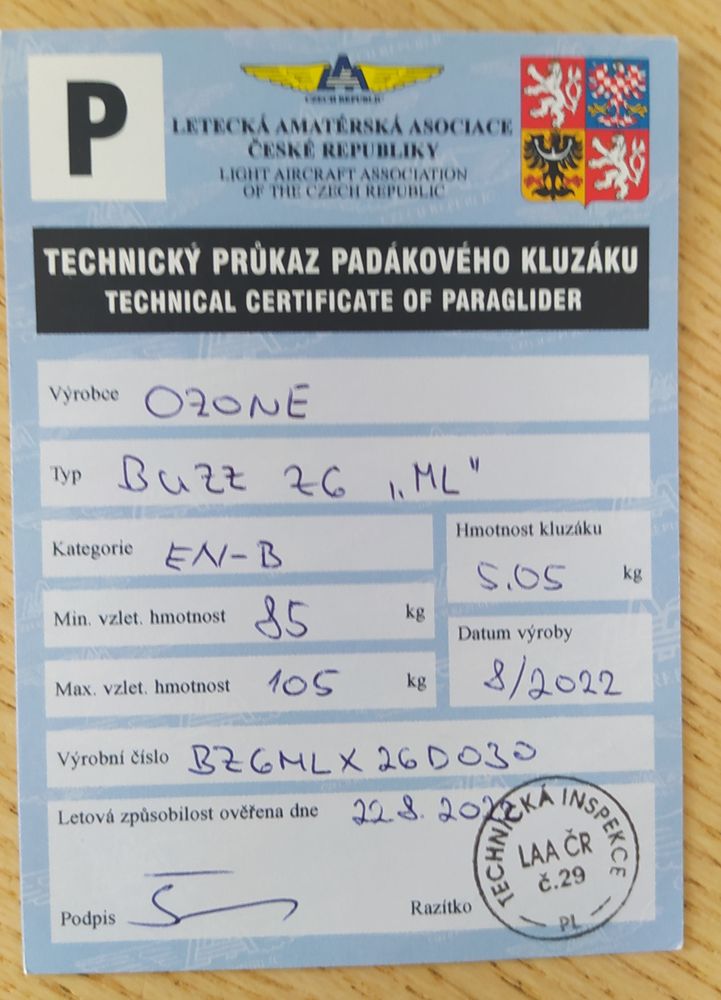 P
CZECH REPUBLIC
LETECKÁ AMATÉRSKÁ ASOCIACE
ČESKÉ REPUBLIKY
LIGHT AIRCRAFT ASSOCIATION
OF THE CZECH REPUBLIC
TECHNICKÝ PRŮKAZ PADÁKOVÉHO KLUZÁKU
TECHNICAL CERTIFICATE OF PARAGLIDER
Výrobce OZONE
Typ BUZZ Z6 „ML"
Kategorie EN-B
Hmotnost kluzáku
5.05 kg
Min. vzlet. hmotnost 85 kg
Datum výroby
8/2022
Max. vzlet. hmotnost 105 kg
Výrobní číslo BZ6MLX26D030
Letová způsobilost ověřena dne 22.8.2022
Podpis
Razítko
TECHNICKÁ INSPEKCE
LAA ČR
č.29
PL